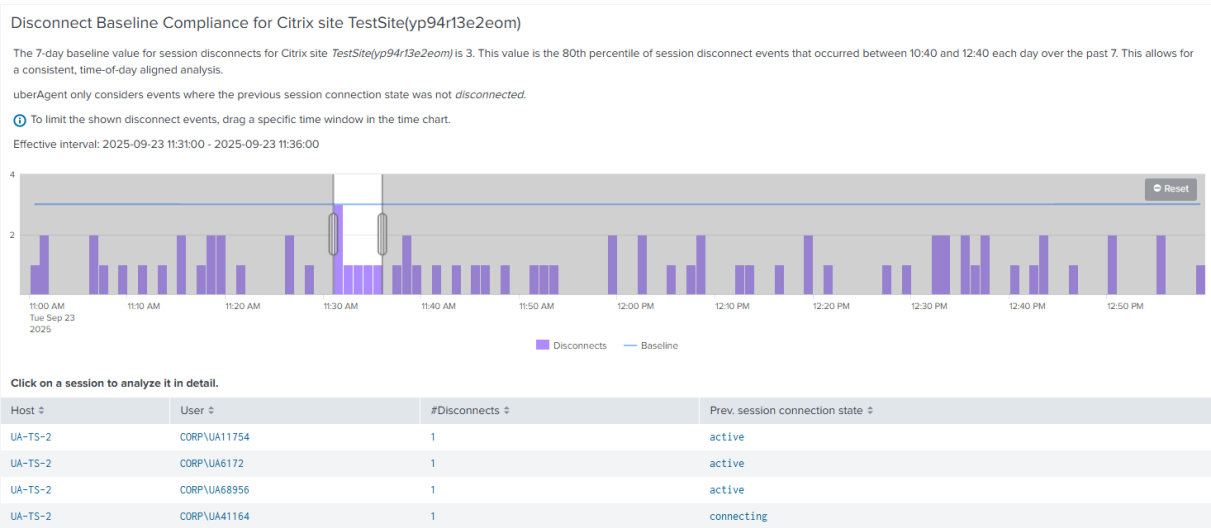 Disconnect Baseline Compliance for Citrix site TestSite(yp94r13e2eom)
The 7-day baseline value for session disconnects for Citrix site TestSite(yp94r13e2eom) is 3. This value is the 80th percentile of session disconnect events that occurred between 10:40 and 12:40 each day over the past 7. This allows for
a consistent, time-of-day aligned analysis.
uberAgent only considers events where the previous session connection state was not disconnected.
To limit the shown disconnect events, drag a specific time window in the time chart.
Effective interval: 2025-09-23 11:31:00 - 2025-09-23 11:36:00
4
Reset
2
11:00 AM 11:10 AM 11:20 AM 11:30 AM 11:40 AM 11:50 AM 12:00 PM 12:10 PM 12:20 PM 12:30 PM 12:40 PM 12:50 PM
Tue Sep 23
2025
Disconnects Baseline
Click on a session to analyze it in detail.
Host User #Disconnects Prev. session connection state
UA-TS-2 CORP\UA11754 1 active
UA-TS-2 CORP\UA6172 1 active
UA-TS-2 CORP\UA68956 1 active
UA-TS-2 CORP\UA41164 1 connecting